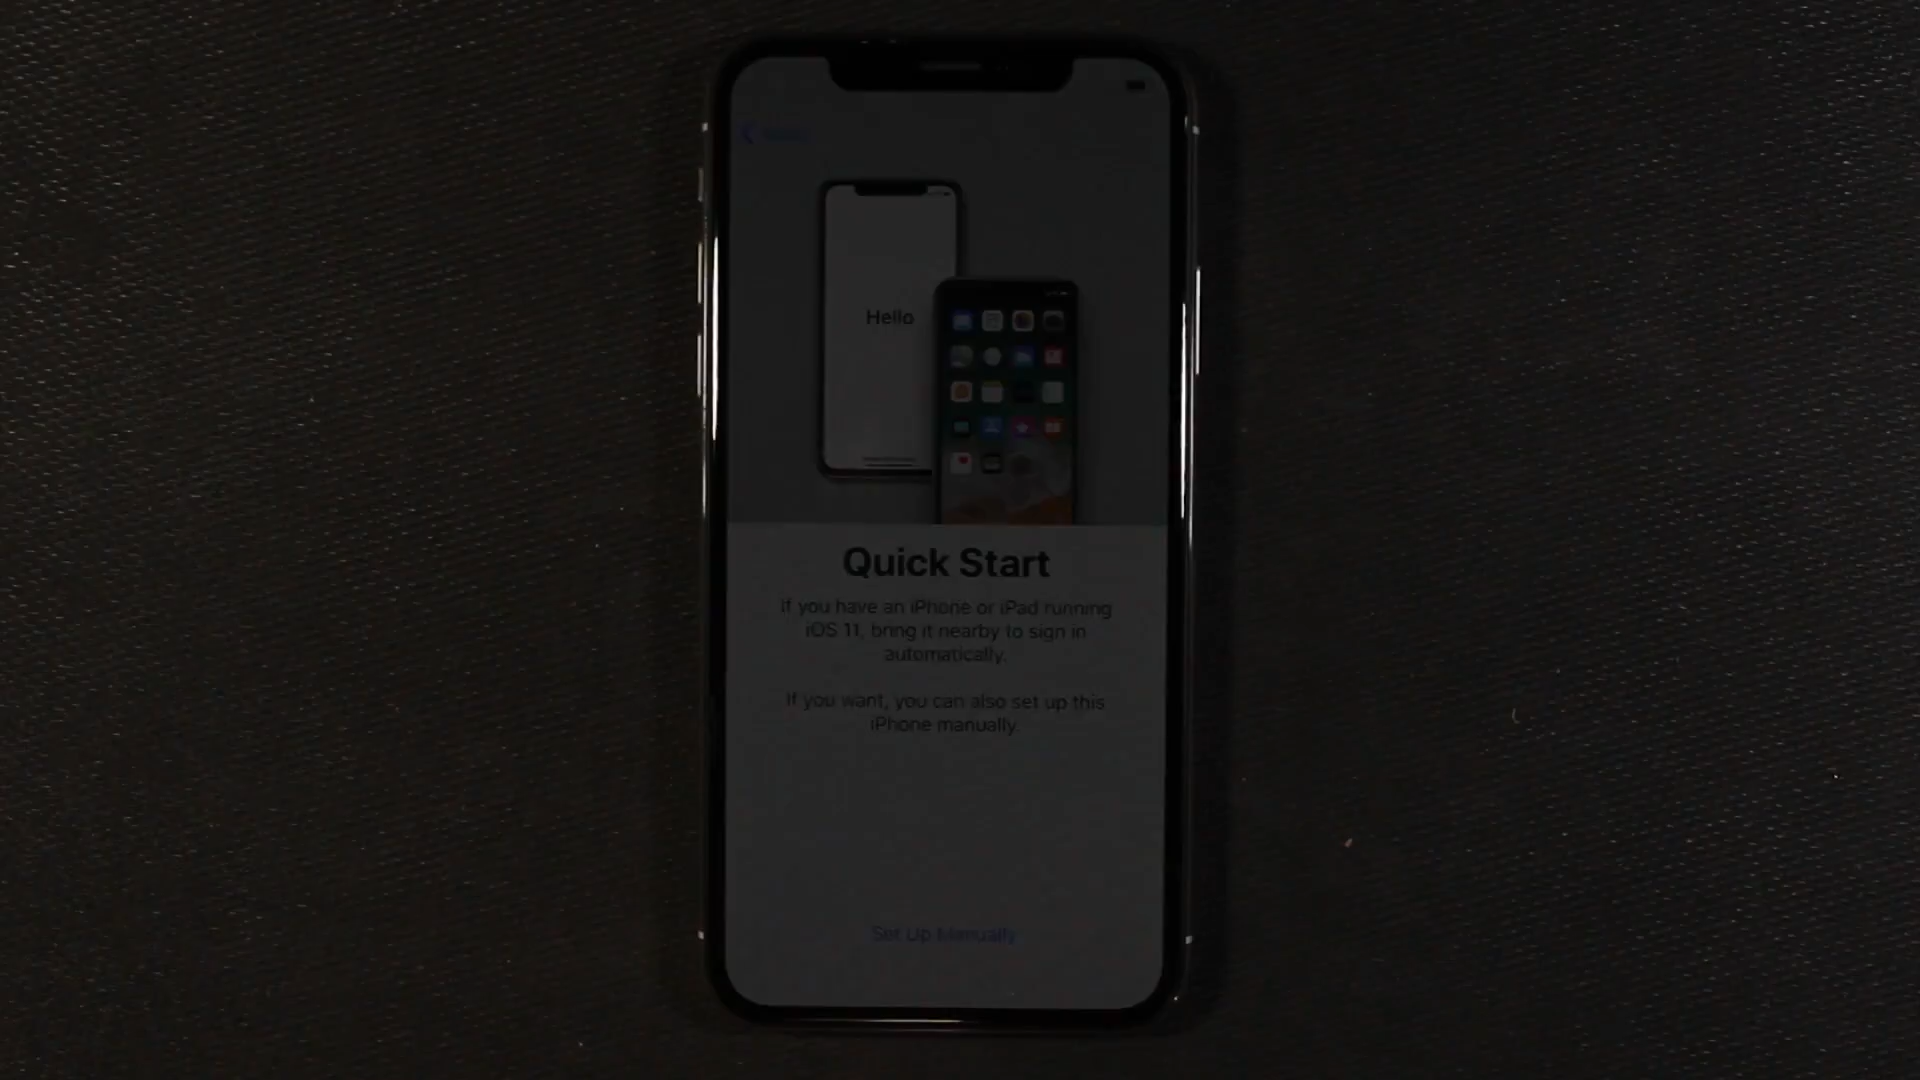 Hello
Quick Start
If you have an iPhone or iPad running
iOS 11, bring it nearby to sign in
automatically.
If you want, you can also set up this
iPhone manually.
Set Up Manually